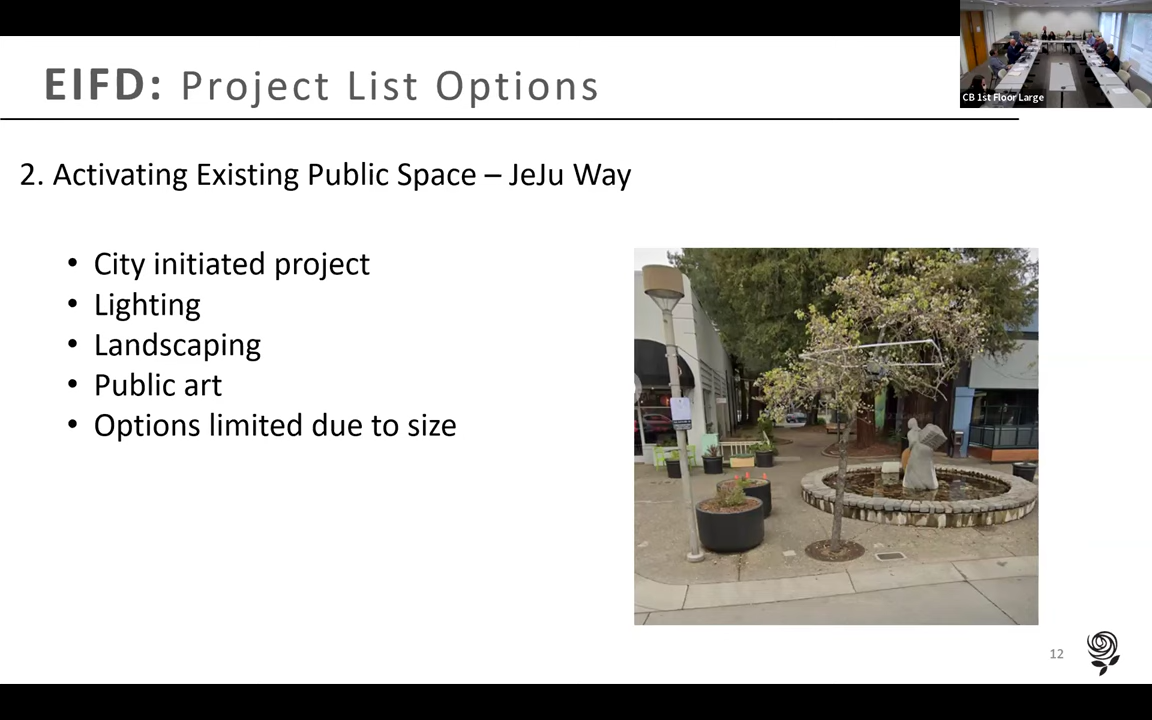 EIFD: Project List Options
CB 1st Floor Large
2. Activating Existing Public Space – JeJu Way
• City initiated project
• Lighting
• Landscaping
• Public art
• Options limited due to size
12